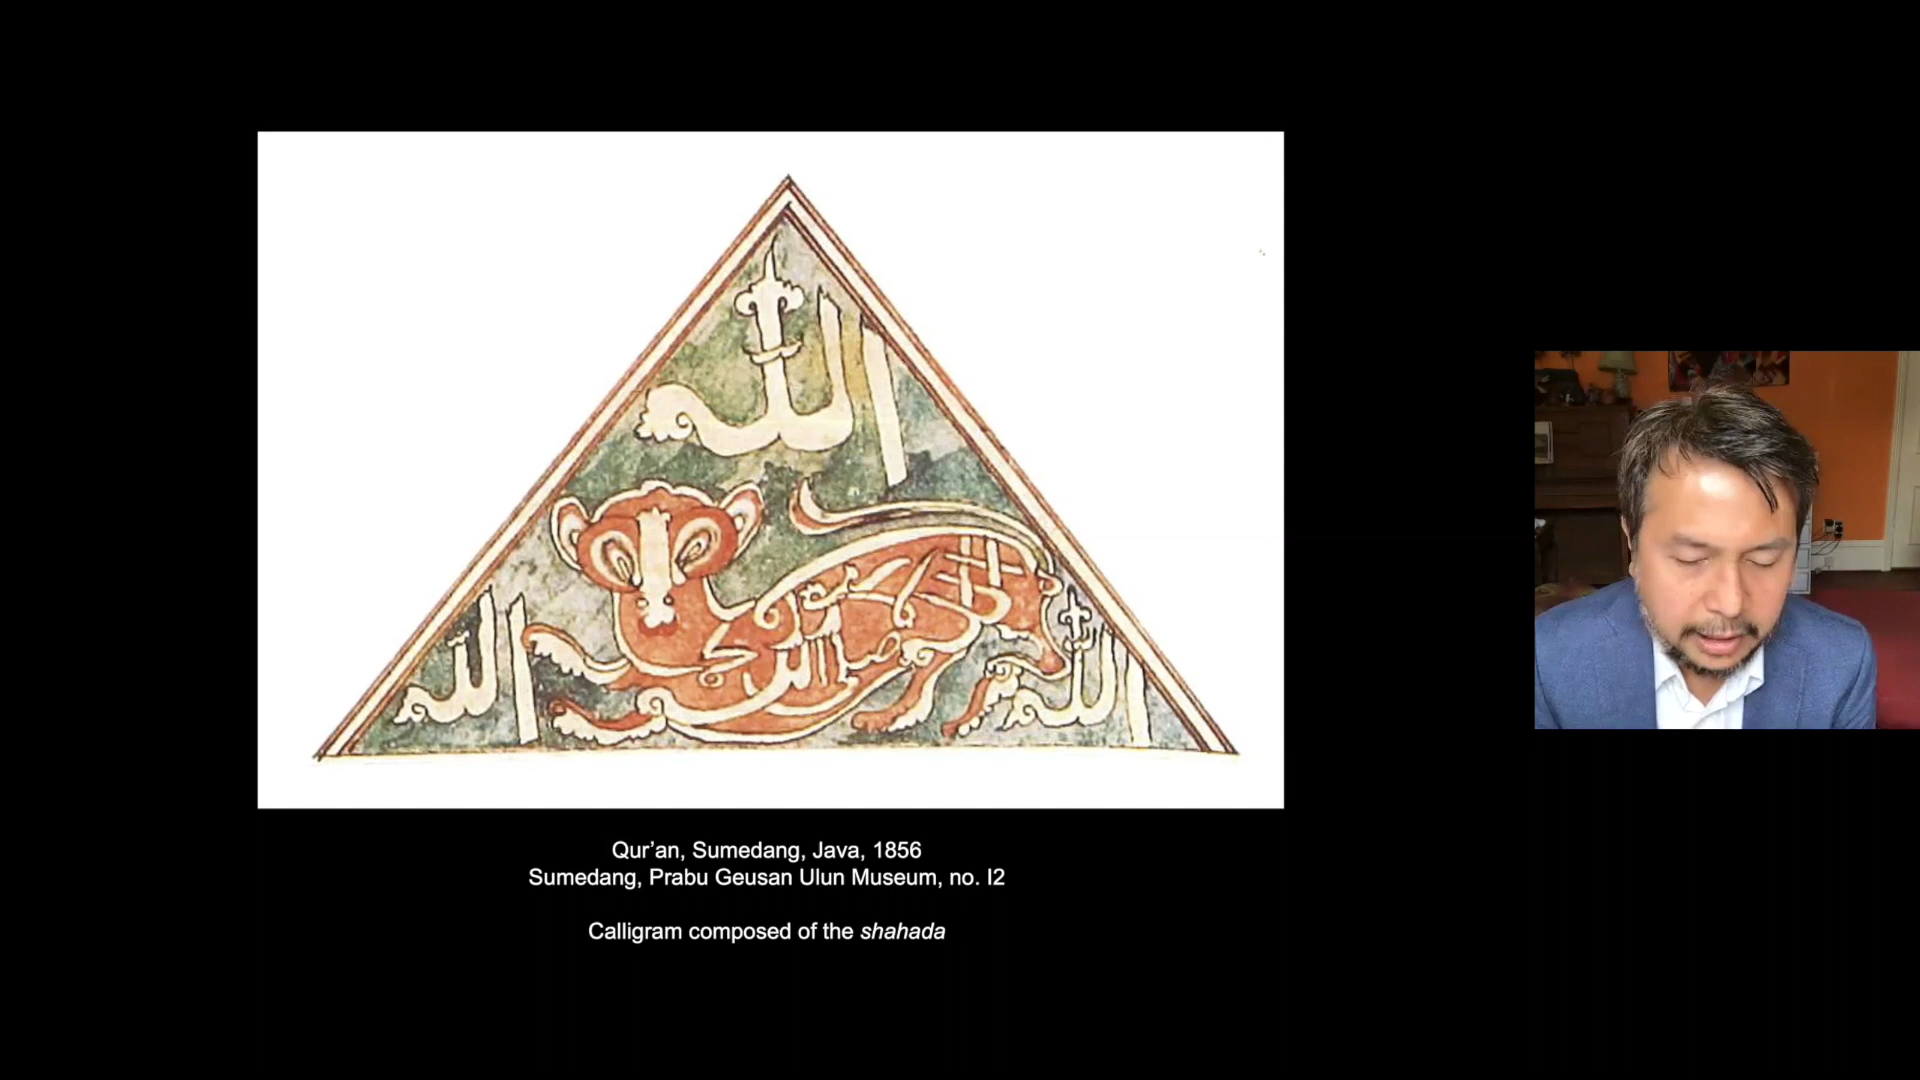 الله
الله
الله
Qur’an, Sumedang, Java, 1856
Sumedang, Prabu Geusan Ulun Museum, no. I2
Calligram composed of the shahada